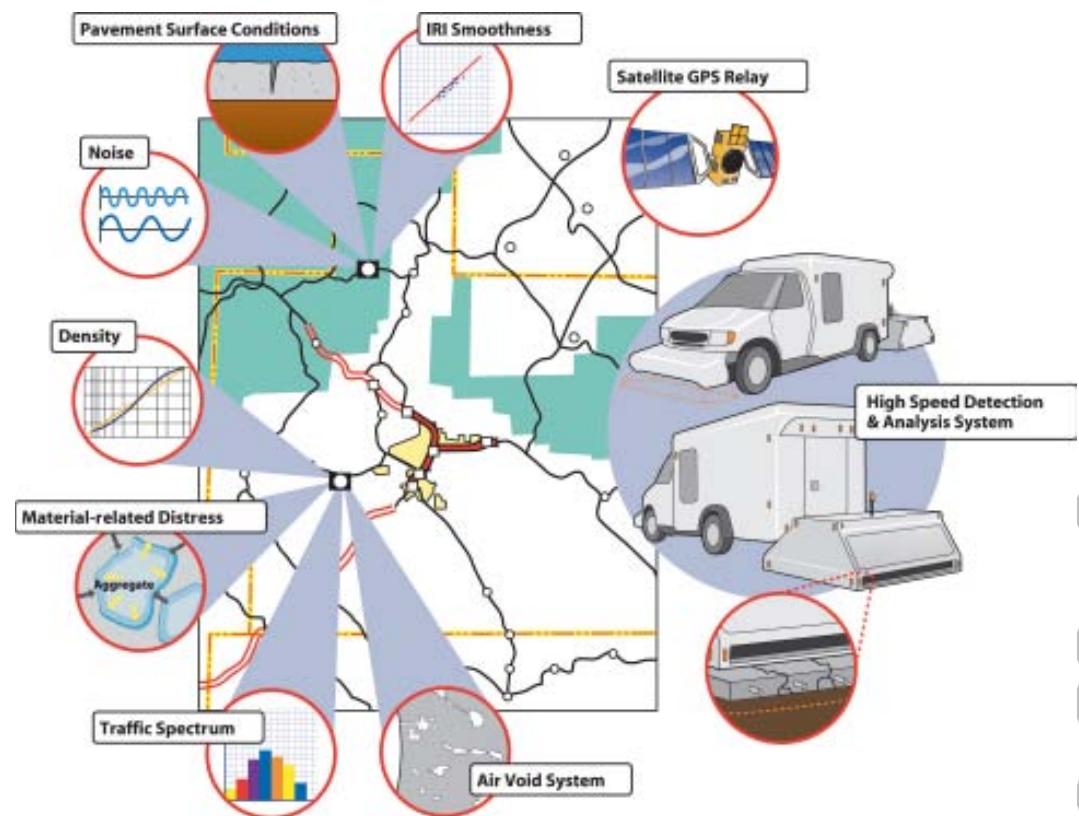 Pavement Surface Conditions
IRI Smoothness
Satellite GPS Relay
Noise
Density
High Speed Detection
& Analysis System
Material-related Distress
Aggregate
Traffic Spectrum
Air Void System